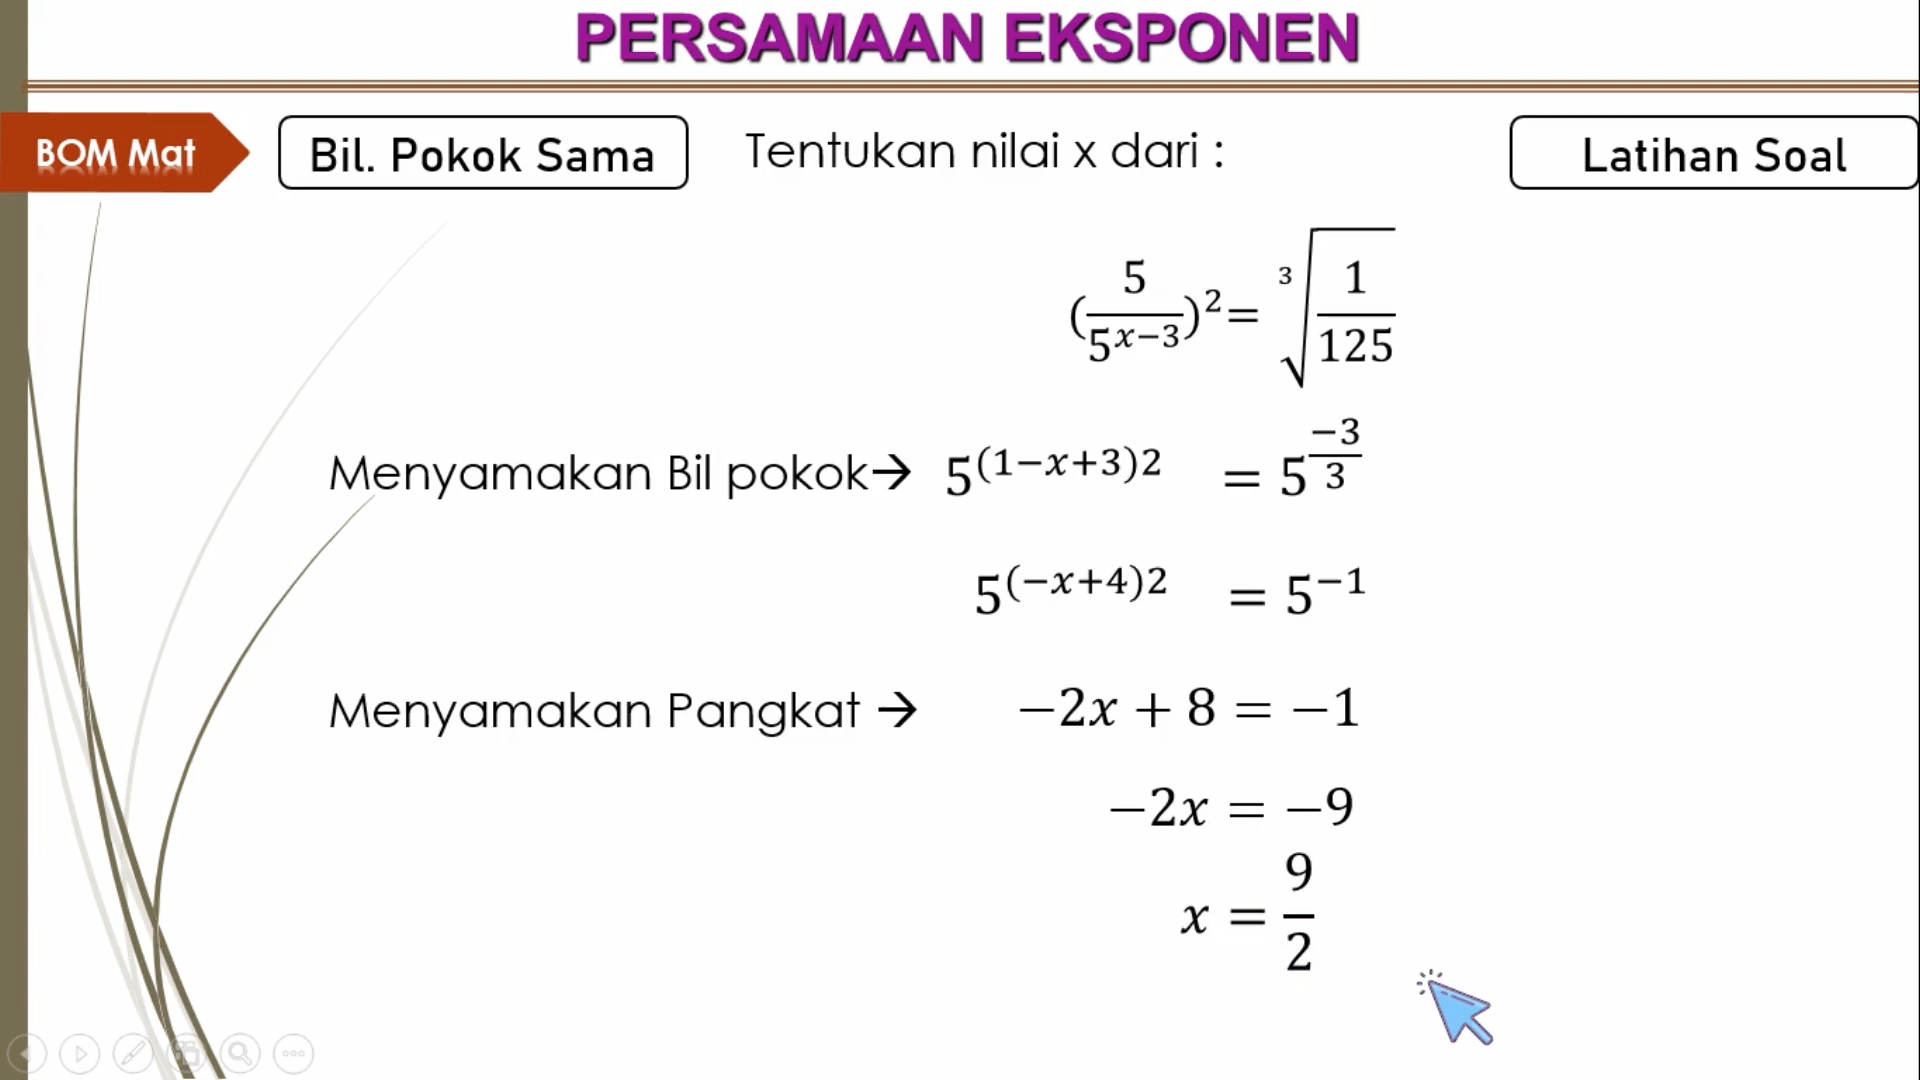 PERSAMAAN EKSPONEN
BOM Mat
Bil. Pokok Sama
Tentukan nilai x dari :
Latihan Soal
(5/5^(x−3))^2 = ∛(1/125)
Menyamakan Bil pokok→ 5^((1−x+3)2) = 5^(−3/3)
5^((−x+4)2) = 5^(−1)
Menyamakan Pangkat → −2x + 8 = −1
−2x = −9
x = 9/2